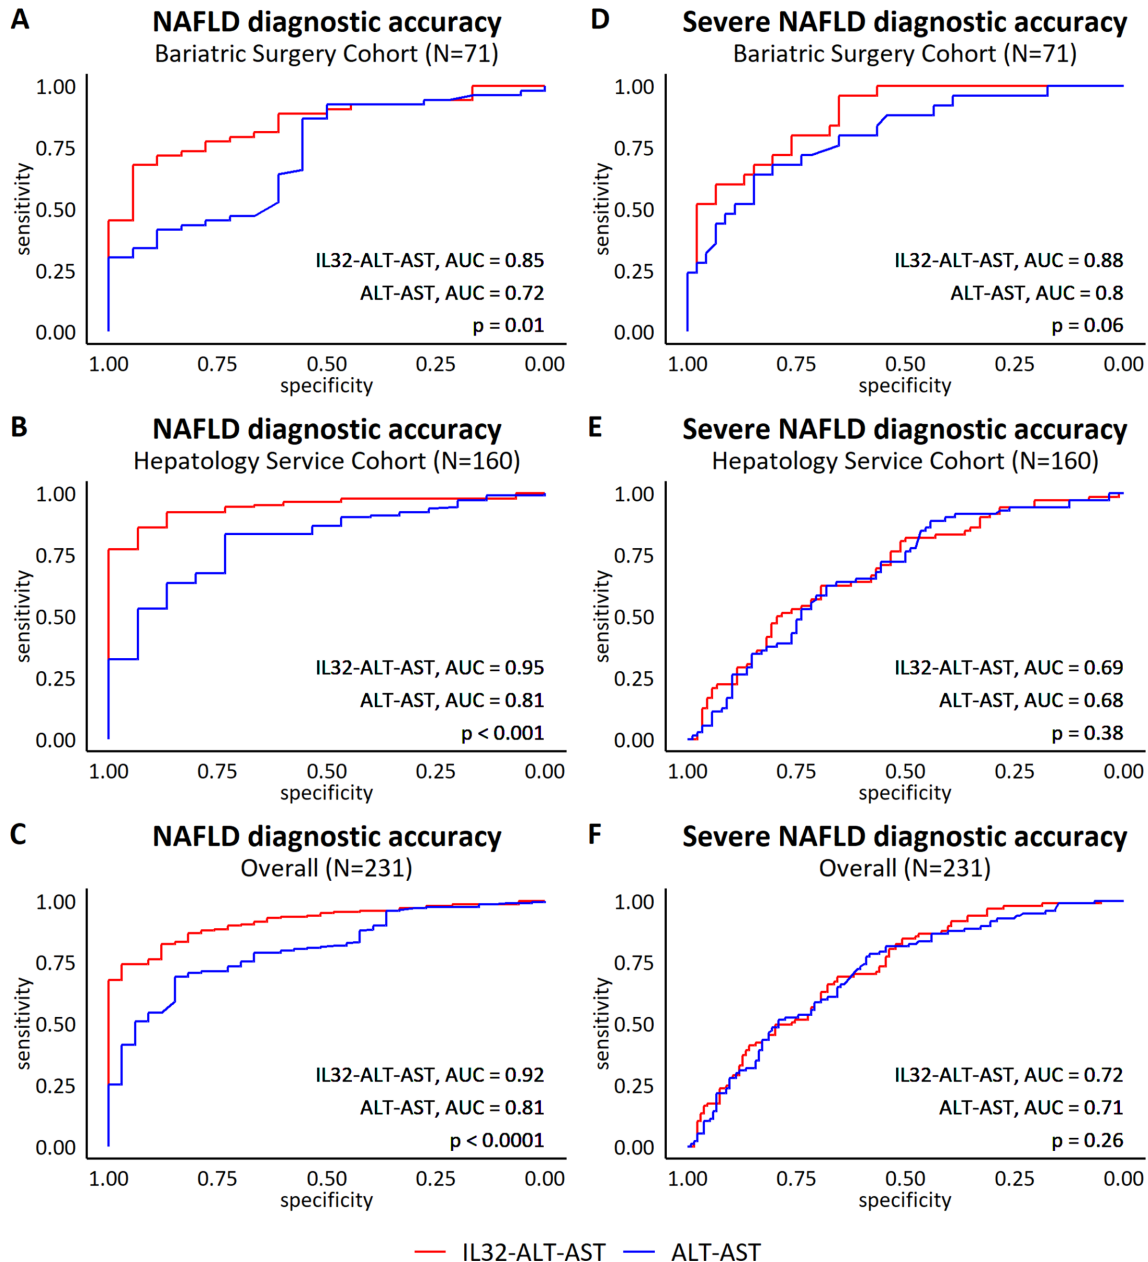 A
NAFLD diagnostic accuracy
Bariatric Surgery Cohort (N=71)
1.00
0.75
0.50
0.25
0.00
sensitivity
IL32-ALT-AST, AUC = 0.85
ALT-AST, AUC = 0.72
p = 0.01
1.00 0.75 0.50 0.25 0.00
specificity
D
Severe NAFLD diagnostic accuracy
Bariatric Surgery Cohort (N=71)
1.00
0.75
0.50
0.25
0.00
sensitivity
IL32-ALT-AST, AUC = 0.88
ALT-AST, AUC = 0.8
p = 0.06
1.00 0.75 0.50 0.25 0.00
specificity
B
NAFLD diagnostic accuracy
Hepatology Service Cohort (N=160)
1.00
0.75
0.50
0.25
0.00
sensitivity
IL32-ALT-AST, AUC = 0.95
ALT-AST, AUC = 0.81
p < 0.001
1.00 0.75 0.50 0.25 0.00
specificity
E
Severe NAFLD diagnostic accuracy
Hepatology Service Cohort (N=160)
1.00
0.75
0.50
0.25
0.00
sensitivity
IL32-ALT-AST, AUC = 0.69
ALT-AST, AUC = 0.68
p = 0.38
1.00 0.75 0.50 0.25 0.00
specificity
C
NAFLD diagnostic accuracy
Overall (N=231)
1.00
0.75
0.50
0.25
0.00
sensitivity
IL32-ALT-AST, AUC = 0.92
ALT-AST, AUC = 0.81
p < 0.0001
1.00 0.75 0.50 0.25 0.00
specificity
F
Severe NAFLD diagnostic accuracy
Overall (N=231)
1.00
0.75
0.50
0.25
0.00
sensitivity
IL32-ALT-AST, AUC = 0.72
ALT-AST, AUC = 0.71
p = 0.26
1.00 0.75 0.50 0.25 0.00
specificity
IL32-ALT-AST ALT-AST